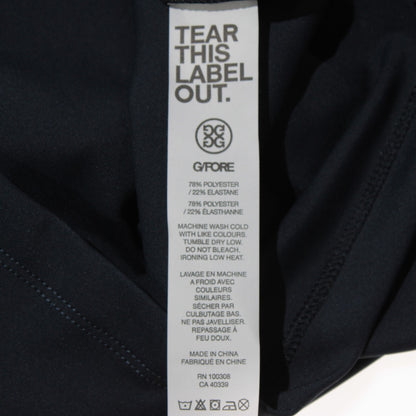 TEAR
THIS
LABEL
OUT.
G/FORE
78% POLYESTER
/ 22% ELASTANE
78% POLYESTER
/ 22% ÉLASTHANNE
MACHINE WASH COLD
WITH LIKE COLOURS.
TUMBLE DRY LOW.
DO NOT BLEACH.
IRONING LOW HEAT.
LAVAGE EN MACHINE
A FROID AVEC
COULEURS
SIMILAIRES.
SÉCHER PAR
CULBUTAGE BAS.
NE PAS JAVELLISER.
REPASSAGE À
FEU DOUX.
MADE IN CHINA
FABRIQUÉ EN CHINE
RN 100308
CA 40339